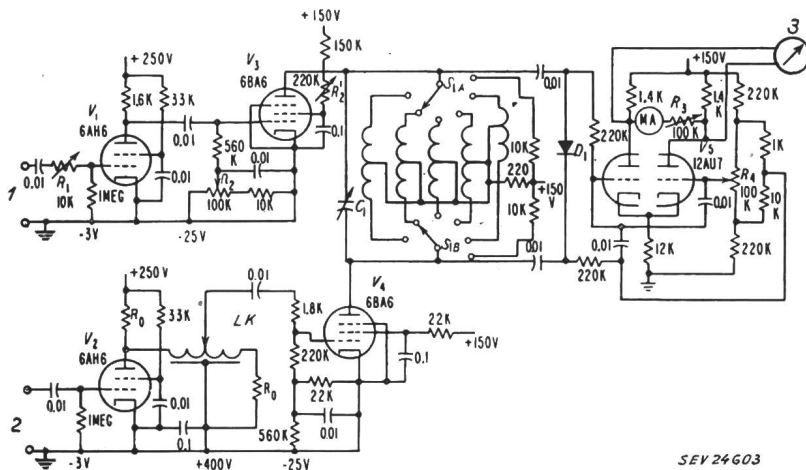 +150V
+250V
150K
V3
6BA6
1.6K
33K
220K
R2'
0.1
V1
6AH6
0.01
560
K
0.01
0.01
R1
10K
1MEG
0.01
R2
100K
10K
1
-3V
-25V
S1A
0.01
10K
220
+150
V
10K
C1
S1B
0.01
D1
3
+150V
1.4K
MA
R3
100K
1.4
K
220K
220K
V5
12AU7
1K
R4
100
K
10
K
0.01
0.01
12K
220K
220K
+250V
R0
33K
LK
0.01
1.8K
V4
6BA6
22K
+150V
V2
6AH6
220K
0.1
0.01
R0
22K
1MEG
0.01
0.01
0.1
560K
2
-3V
+400V
-25V
SEV 24603